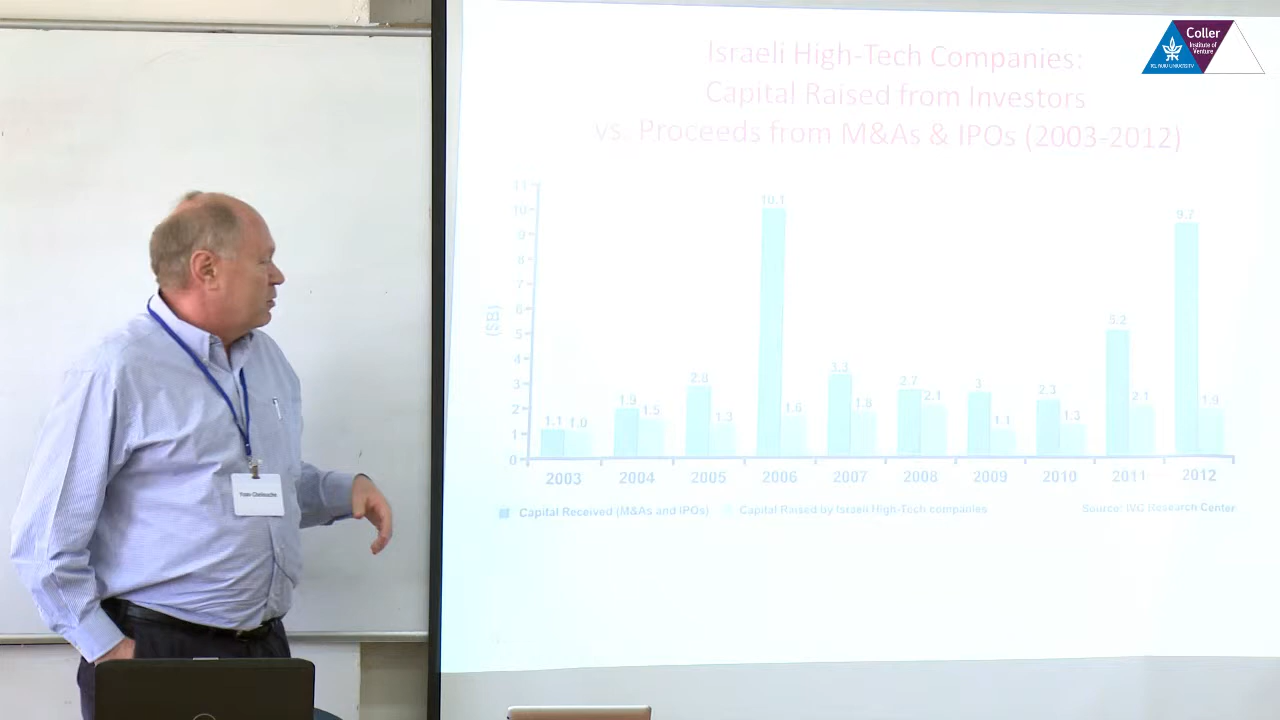 Coller
Institute of
Venture
TEL AVIV UNIVERSITY
Israeli High-Tech Companies:
Capital Raised from Investors
vs. Proceeds from M&As & IPOs (2003-2012)
($B)
11
10
9
8
7
6
5
4
3
2
1
0
1.1 1.0
1.9 1.5
2.8 1.3
10.1 1.6
3.3 1.8
2.7 2.1
3 1.1
2.3 1.3
5.2 2.1
9.7 1.9
2003 2004 2005 2006 2007 2008 2009 2010 2011 2012
Capital Received (M&As and IPOs) Capital Raised by Israeli High-Tech companies Source: IVC Research Center